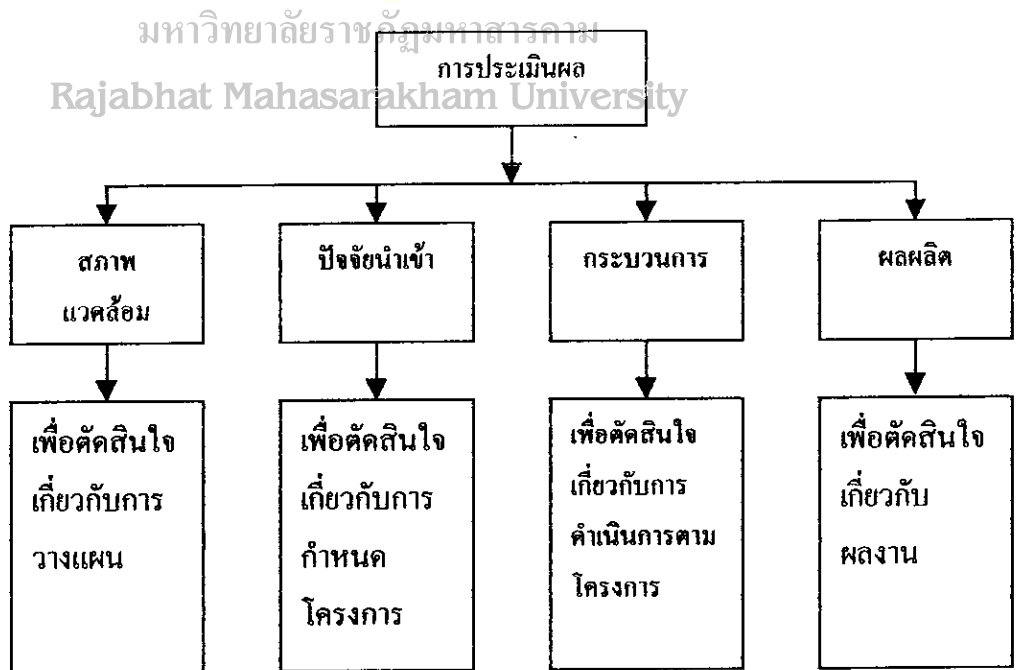 มหาวิทยาลัยราชภัฏมหาสารคาม
การประเมินผล
Rajabhat Mahasarakham University
สภาพ
แวดล้อม
ปัจจัยนำเข้า
กระบวนการ
ผลผลิต
เพื่อตัดสินใจ
เกี่ยวกับการ
วางแผน
เพื่อตัดสินใจ
เกี่ยวกับการ
กำหนด
โครงการ
เพื่อตัดสินใจ
เกี่ยวกับการ
ดำเนินการตาม
โครงการ
เพื่อตัดสินใจ
เกี่ยวกับ
ผลงาน